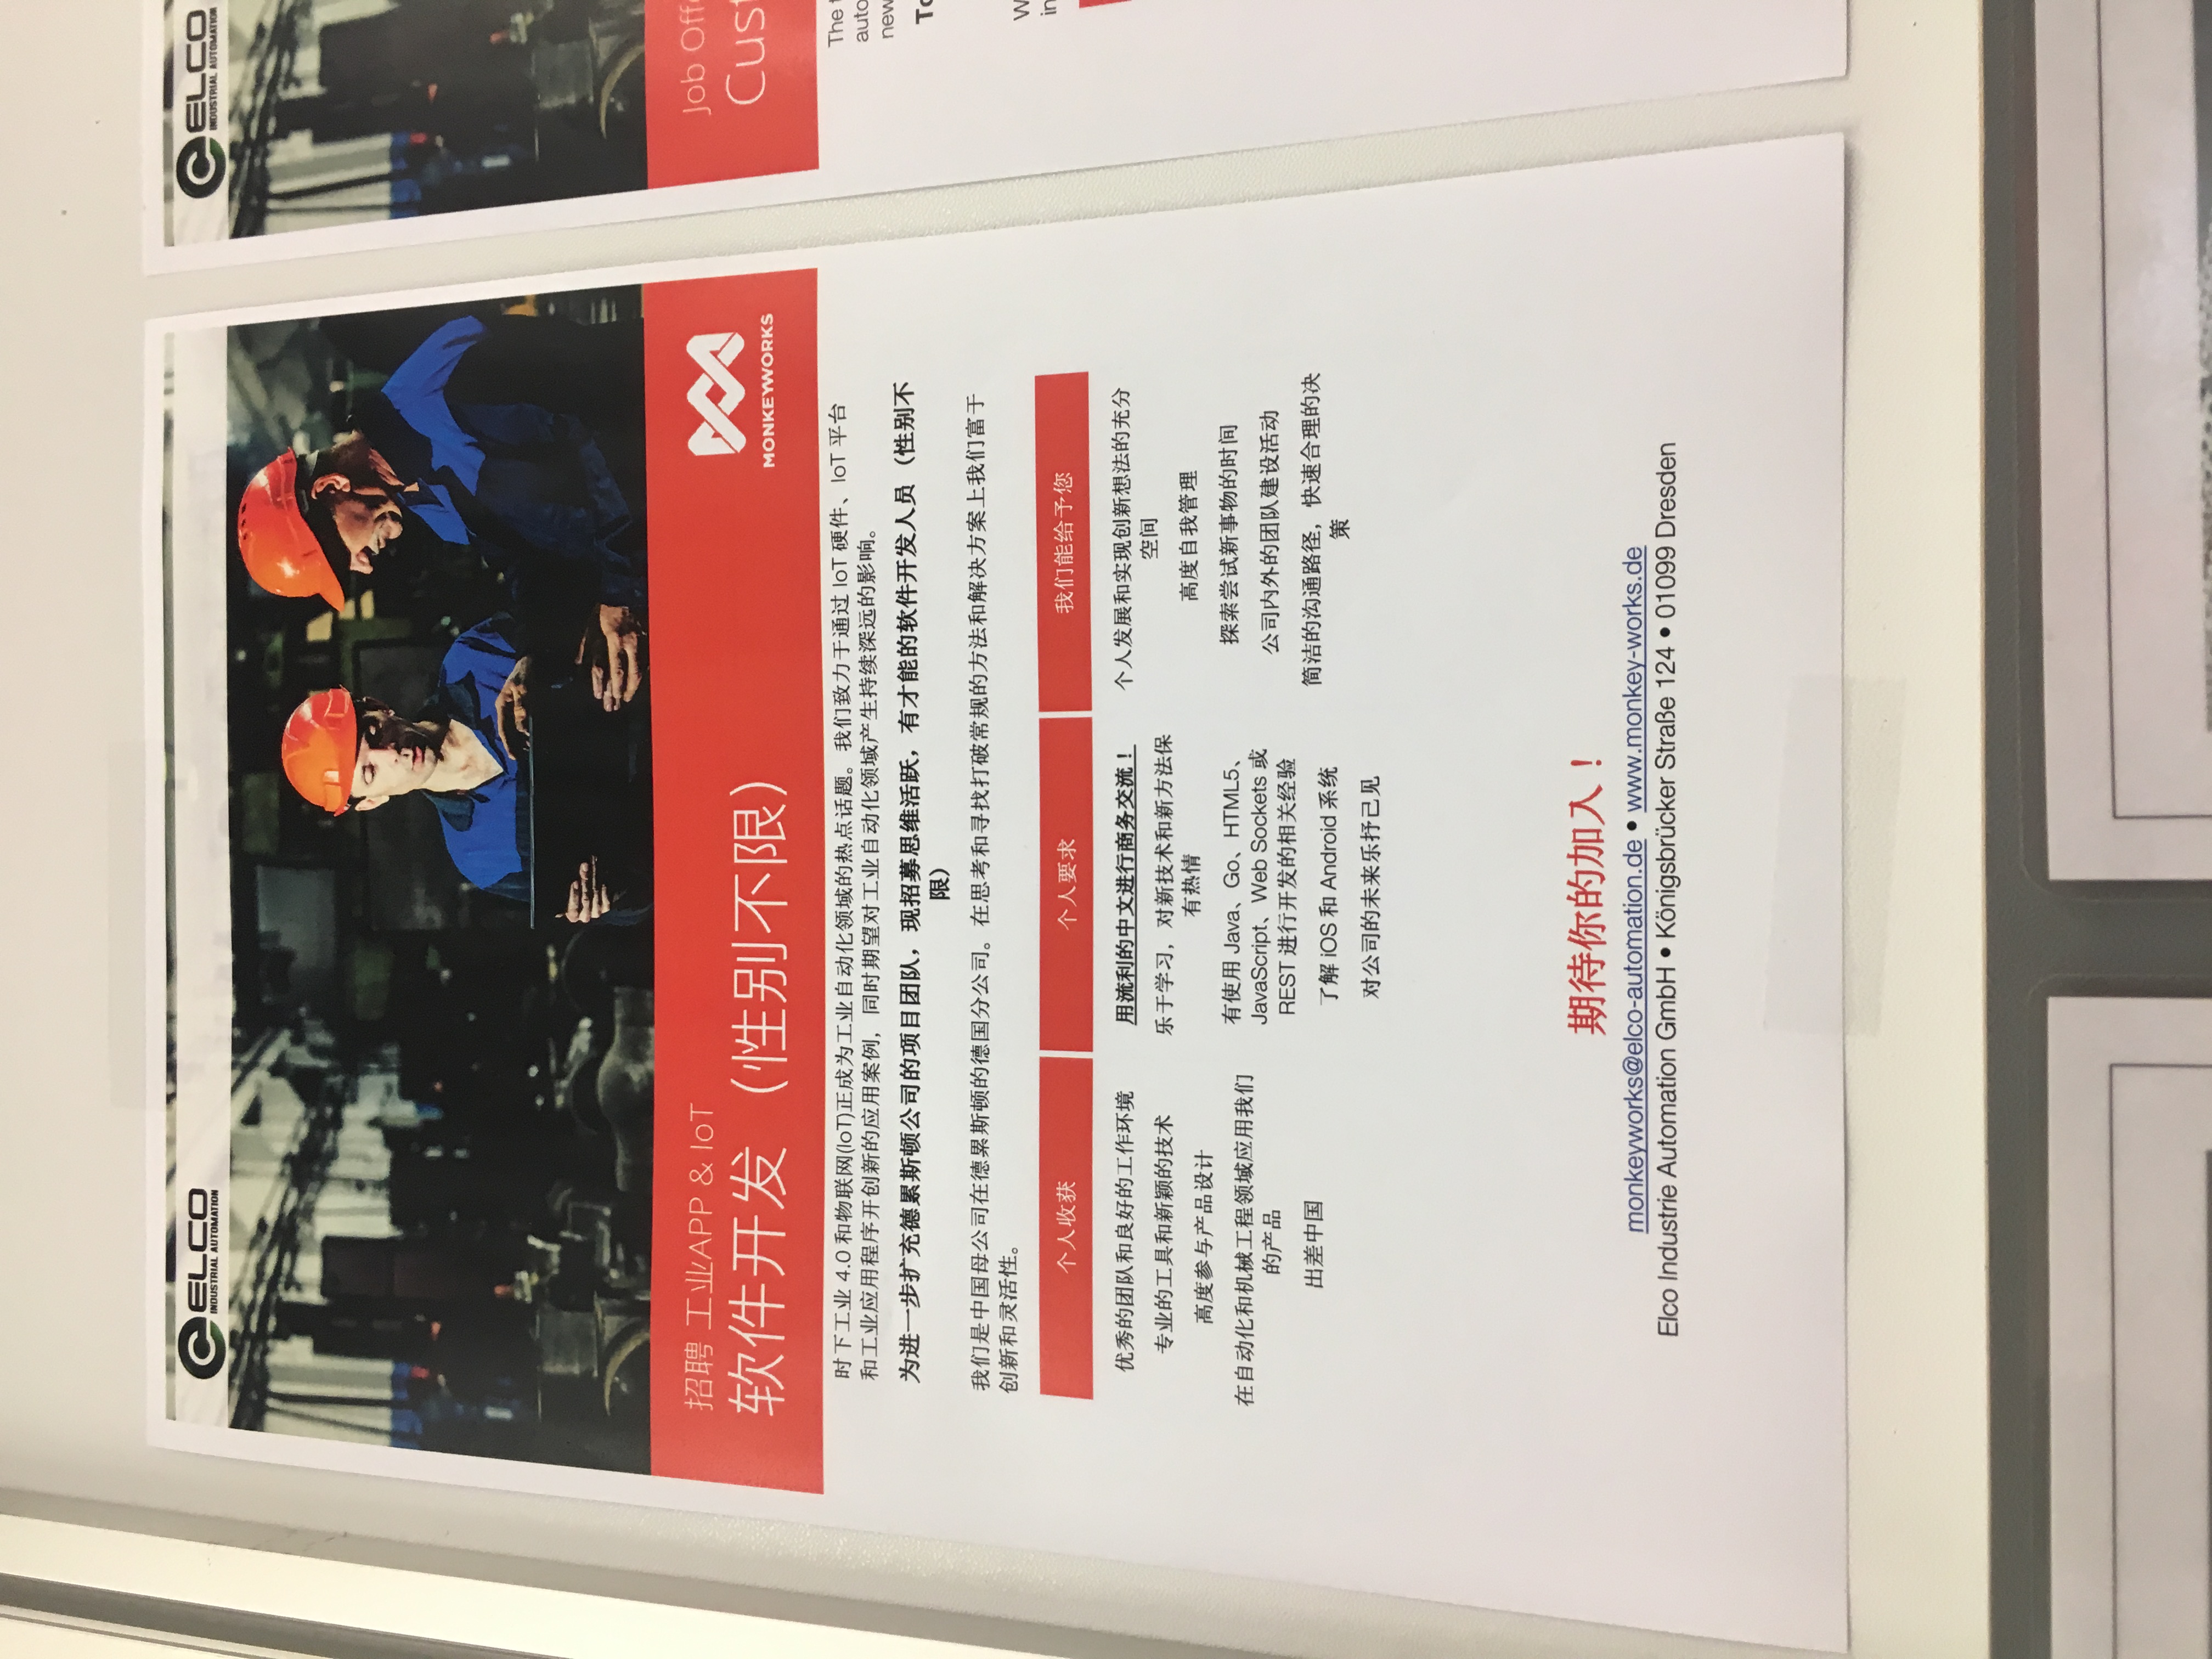 ELCO
INDUSTRIAL AUTOMATION
招聘 工业APP & IoT
软件开发（性别不限）
MONKEYWORKS
时下工业 4.0 和物联网(IoT)正成为工业自动化领域的热点话题。我们致力于通过 IoT 硬件、IoT 平台
和工业应用程序开创新的应用案例，同时期望对工业自动化领域产生持续深远的影响。
为进一步扩充德累斯顿公司的项目团队，现招募思维活跃，有才能的软件开发人员（性别不
限）
我们是中国母公司在德累斯顿的德国分公司。在思考和寻找打破常规的方法和解决方案上我们富于
创新和灵活性。
个人收获
优秀的团队和良好的工作环境
专业的工具和新颖的技术
高度参与产品设计
在自动化和机械工程领域应用我们
的产品
出差中国
个人要求
用流利的中文进行商务交流！
乐于学习，对新技术和新方法保
有热情
有使用 Java、Go、HTML5、
JavaScript、Web Sockets 或
REST 进行开发的相关经验
了解 iOS 和 Android 系统
对公司的未来乐抒己见
我们能给予您
个人发展和实现创新想法的充分
空间
高度自我管理
探索尝试新事物的时间
公司内外的团队建设活动
简洁的沟通路径，快速合理的决
策
期待你的加入！
monkeyworks@elco-automation.de • www.monkey-works.de
Elco Industrie Automation GmbH • Königsbrücker Straße 124 • 01099 Dresden
ELCO
INDUSTRIAL AUTOMATION
Job Off
Cus
The
auto
new